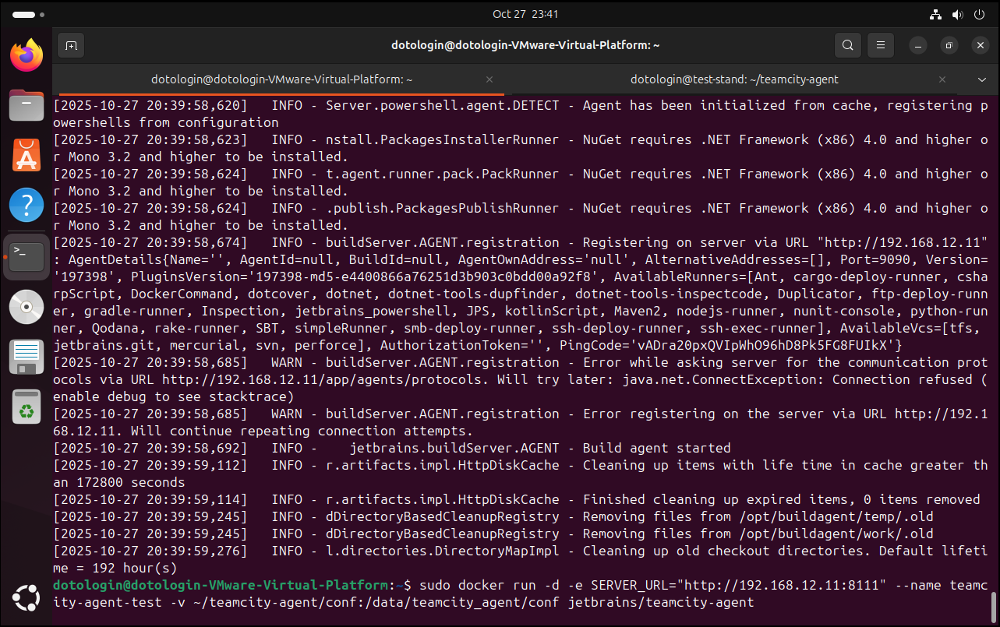 Oct 27 23:41
dotologin@dotologin-VMware-Virtual-Platform: ~
dotologin@dotologin-VMware-Virtual-Platform: ~
dotologin@test-stand: ~/teamcity-agent
[2025-10-27 20:39:58,620]   INFO - Server.powershell.agent.DETECT - Agent has been initialized from cache, registering p
owershells from configuration
[2025-10-27 20:39:58,623]   INFO - nstall.PackagesInstallerRunner - NuGet requires .NET Framework (x86) 4.0 and higher o
r Mono 3.2 and higher to be installed.
[2025-10-27 20:39:58,624]   INFO - t.agent.runner.pack.PackRunner - NuGet requires .NET Framework (x86) 4.0 and higher o
r Mono 3.2 and higher to be installed.
[2025-10-27 20:39:58,624]   INFO - .publish.PackagesPublishRunner - NuGet requires .NET Framework (x86) 4.0 and higher o
r Mono 3.2 and higher to be installed.
[2025-10-27 20:39:58,674]   INFO - buildServer.AGENT.registration - Registering on server via URL "http://192.168.12.11"
: AgentDetails{Name='', AgentId=null, BuildId=null, AgentOwnAddress='null', AlternativeAddresses=[], Port=9090, Version=
'197398', PluginsVersion='197398-md5-e4400866a76251d3b903c0bdd00a92f8', AvailableRunners=[Ant, cargo-deploy-runner, csha
rpScript, DockerCommand, dotcover, dotnet, dotnet-tools-dupfinder, dotnet-tools-inspectcode, Duplicator, ftp-deploy-runn
er, gradle-runner, Inspection, jetbrains_powershell, JPS, kotlinScript, Maven2, nodejs-runner, nunit-console, python-run
ner, Qodana, rake-runner, SBT, simpleRunner, smb-deploy-runner, ssh-deploy-runner, ssh-exec-runner], AvailableVcs=[tfs,
jetbrains.git, mercurial, svn, perforce], AuthorizationToken='', PingCode='vADra20pxQVIpWhO96hD8Pk5FG8FUIkX'}
[2025-10-27 20:39:58,685]   WARN - buildServer.AGENT.registration - Error while asking server for the communication prot
ocols via URL http://192.168.12.11/app/agents/protocols. Will try later: java.net.ConnectException: Connection refused (
enable debug to see stacktrace)
[2025-10-27 20:39:58,685]   WARN - buildServer.AGENT.registration - Error registering on the server via URL http://192.1
68.12.11. Will continue repeating connection attempts.
[2025-10-27 20:39:58,692]   INFO -    jetbrains.buildServer.AGENT - Build agent started
[2025-10-27 20:39:59,112]   INFO - r.artifacts.impl.HttpDiskCache - Cleaning up items with life time in cache greater th
an 172800 seconds
[2025-10-27 20:39:59,114]   INFO - r.artifacts.impl.HttpDiskCache - Finished cleaning up expired items, 0 items removed
[2025-10-27 20:39:59,245]   INFO - dDirectoryBasedCleanupRegistry - Removing files from /opt/buildagent/temp/.old
[2025-10-27 20:39:59,245]   INFO - dDirectoryBasedCleanupRegistry - Removing files from /opt/buildagent/work/.old
[2025-10-27 20:39:59,276]   INFO - l.directories.DirectoryMapImpl - Cleaning up old checkout directories. Default lifeti
me = 192 hour(s)
dotologin@dotologin-VMware-Virtual-Platform:~$ sudo docker run -d -e SERVER_URL="http://192.168.12.11:8111" --name teamc
ity-agent-test -v ~/teamcity-agent/conf:/data/teamcity_agent/conf jetbrains/teamcity-agent